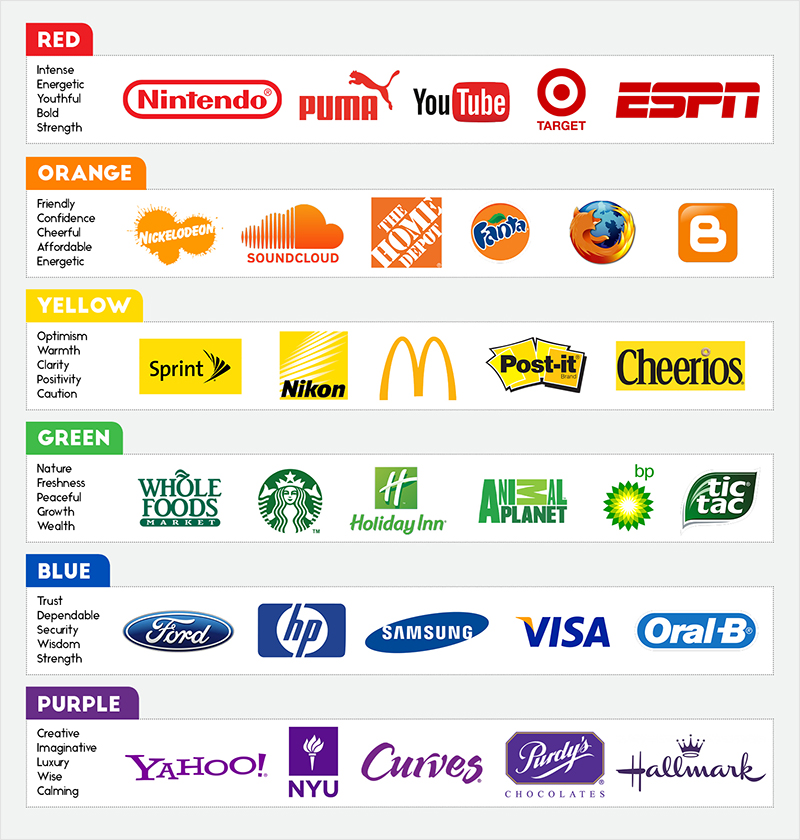 RED
Intense
Energetic
Youthful
Bold
Strength
Nintendo®
PUMA
YouTube
TARGET
ESPN
ORANGE
Friendly
Confidence
Cheerful
Affordable
Energetic
NICKELODEON
SOUNDCLOUD
THE
HOME
DEPOT
Fanta
B
YELLOW
Optimism
Warmth
Clarity
Positivity
Caution
Sprint
Nikon
M
Post-it®
Brand
Cheerios
GREEN
Nature
Freshness
Peaceful
Growth
Wealth
WHOLE
FOODS
MARKET
TM
H
Holiday Inn
ANIMAL
PLANET
bp
tic
tac
BLUE
Trust
Dependable
Security
Wisdom
Strength
Ford
hp
SAMSUNG
VISA
Oral-B®
PURPLE
Creative
Imaginative
Luxury
Wise
Calming
YAHOO!®
NYU
Curves®
Purdy's
CHOCOLATES
Hallmark